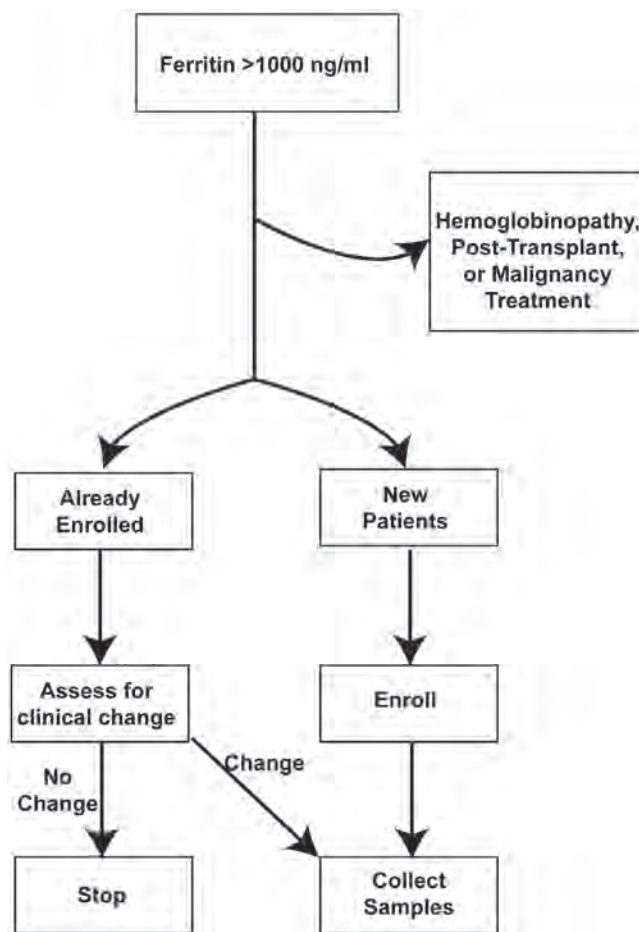 Ferritin >1000 ng/ml
Hemoglobinopathy,
Post-Transplant,
or Malignancy
Treatment
Already
Enrolled
New
Patients
Assess for
clinical change
Enroll
No
Change
Change
Stop
Collect
Samples